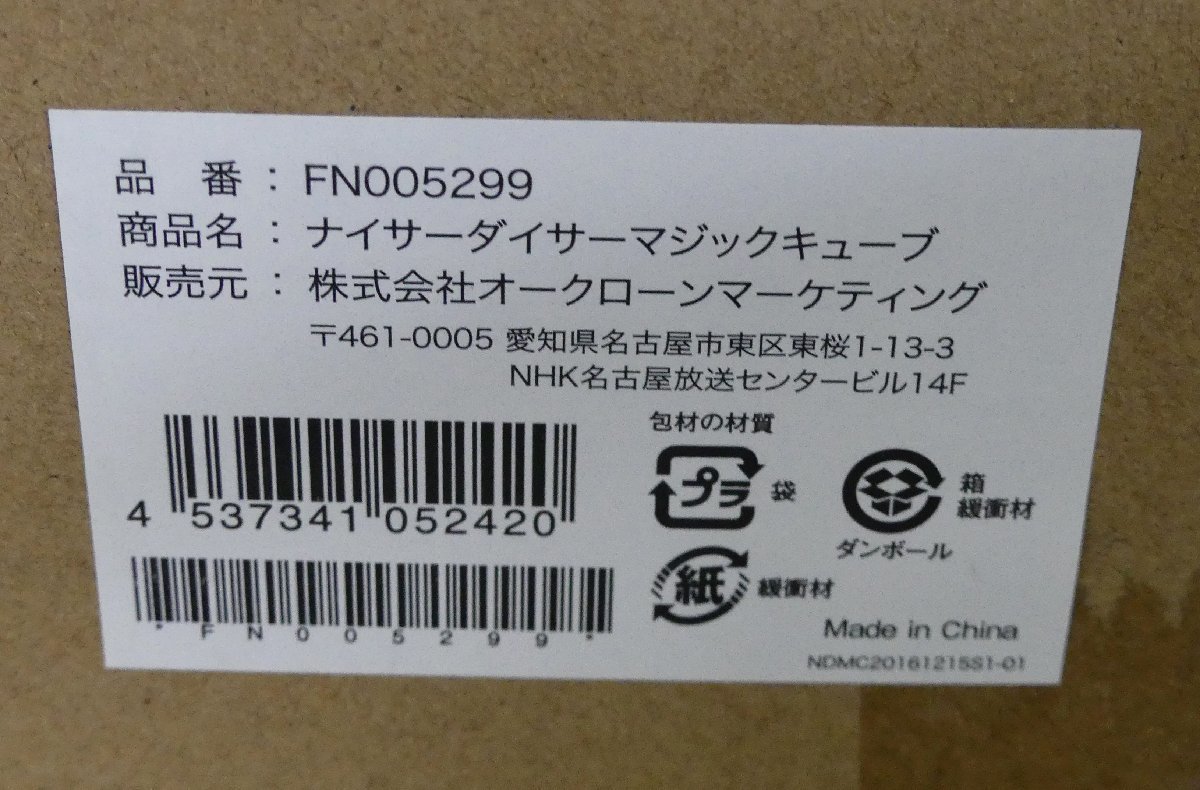 品 番 : FN005299
商品名 : ナイサーダイサーマジックキューブ
販売元 : 株式会社オークローンマーケティング
〒461-0005 愛知県名古屋市東区東桜1-13-3
NHK名古屋放送センタービル14F
包材の材質
プラ 袋
箱
緩衝材
ダンボール
紙 緩衝材
4 537341 052420
*FN005299*
Made in China
NDMC20161215S1-01